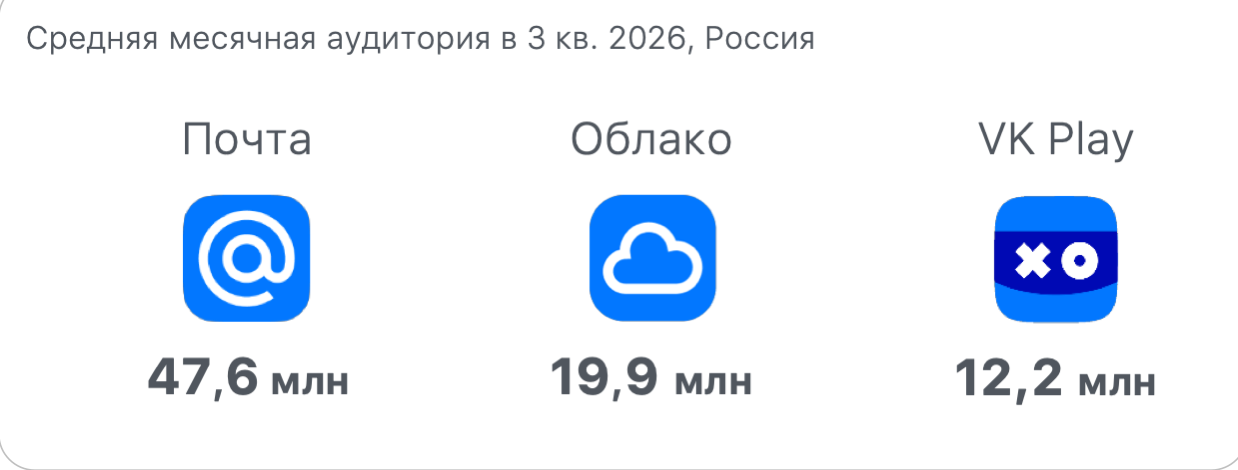 Средняя месячная аудитория в 3 кв. 2026, Россия
Почта
Облако
VK Play
47,6 млн
19,9 млн
12,2 млн